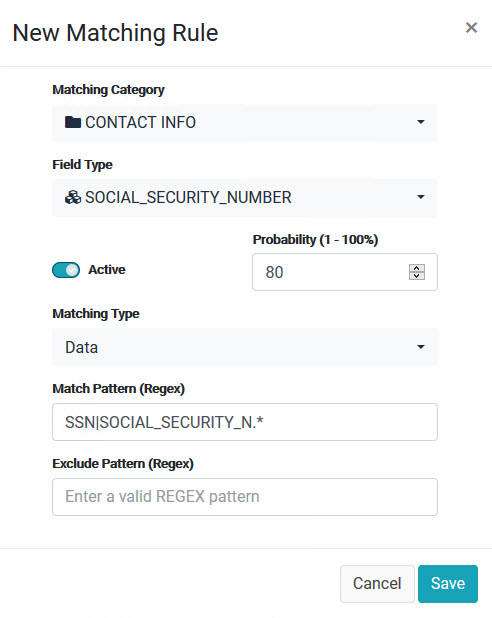 New Matching Rule
×
Matching Category
CONTACT INFO
Field Type
SOCIAL_SECURITY_NUMBER
Probability (1 - 100%)
Active
80
Matching Type
Data
Match Pattern (Regex)
SSN|SOCIAL_SECURITY_N.*
Exclude Pattern (Regex)
Enter a valid REGEX pattern
Cancel Save